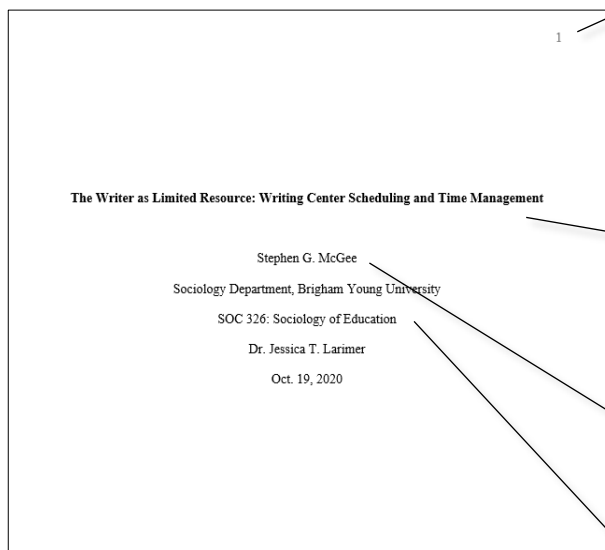 1
The Writer as Limited Resource: Writing Center Scheduling and Time Management
Stephen G. McGee
Sociology Department, Brigham Young University
SOC 326: Sociology of Education
Dr. Jessica T. Larimer
Oct. 19, 2020